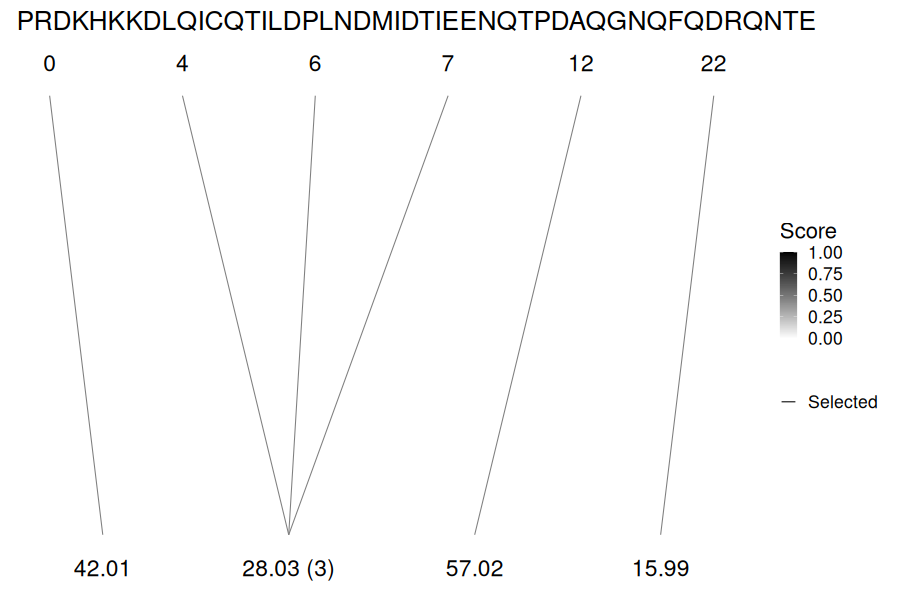 PRDKHKKDLQICQTILDPLNDMIDTIEENQTPDAQGNQFQDRQNTE
0 4 6 7 12 22
Score
1.00
0.75
0.50
0.25
0.00
Selected
42.01 28.03 (3) 57.02 15.99